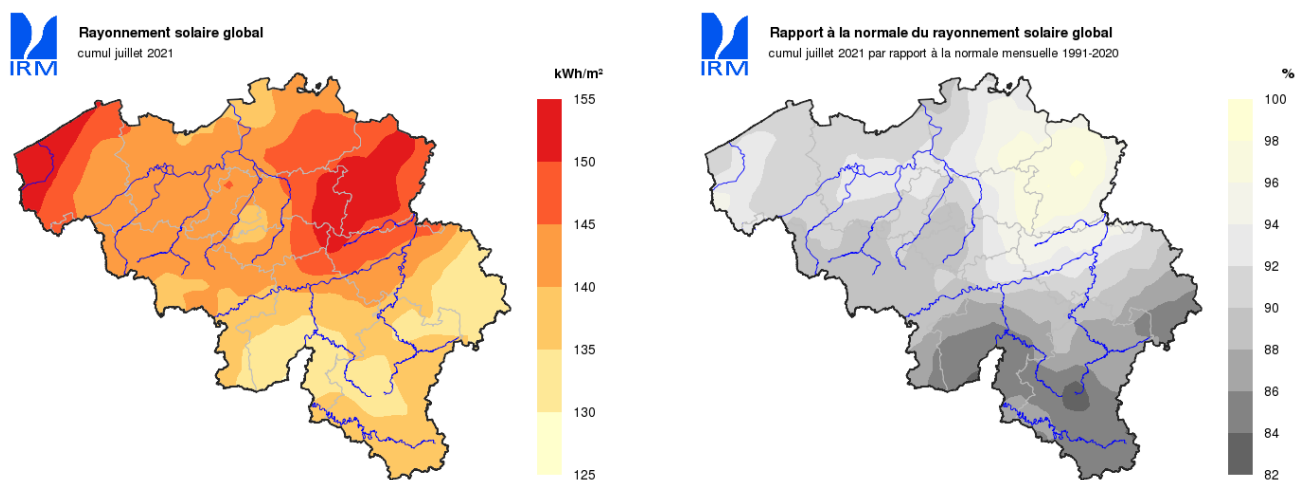 IRM
Rayonnement solaire global
cumul juillet 2021
kWh/m²
155
150
145
140
135
130
125
IRM
Rapport à la normale du rayonnement solaire global
cumul juillet 2021 par rapport à la normale mensuelle 1991-2020
%
100
98
96
94
92
90
88
86
84
82